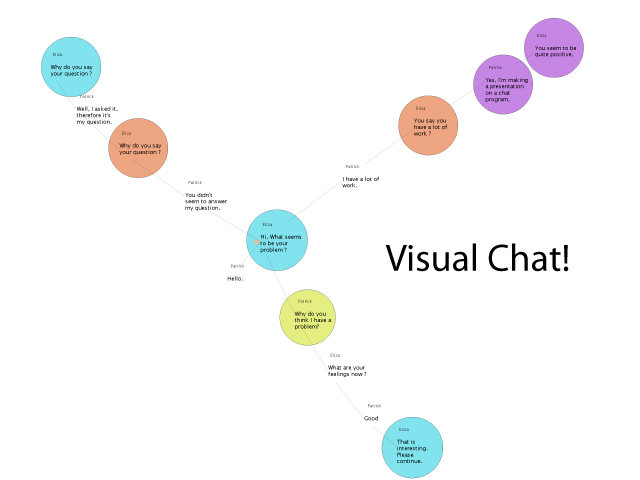 Eliza
You seem to be
quite positive.
Patrick
Yes, I'm making
a presentation
on a chat
program.
Eliza
You say you
have a lot of
work ?
Patrick
I have a lot of
work.
Eliza
Why do you say
your question ?
Patrick
Well, I asked it,
therefore it's
my question.
Eliza
Why do you say
your question ?
Patrick
You didn't
seem to answer
my question.
Eliza
Hi. What seems
to be your
problem ?
Patrick
Hello.
Visual Chat!
Patrick
Why do you
think I have a
problem?
Eliza
What are your
feelings now ?
Patrick
Good
Eliza
That is
interesting.
Please
continue.